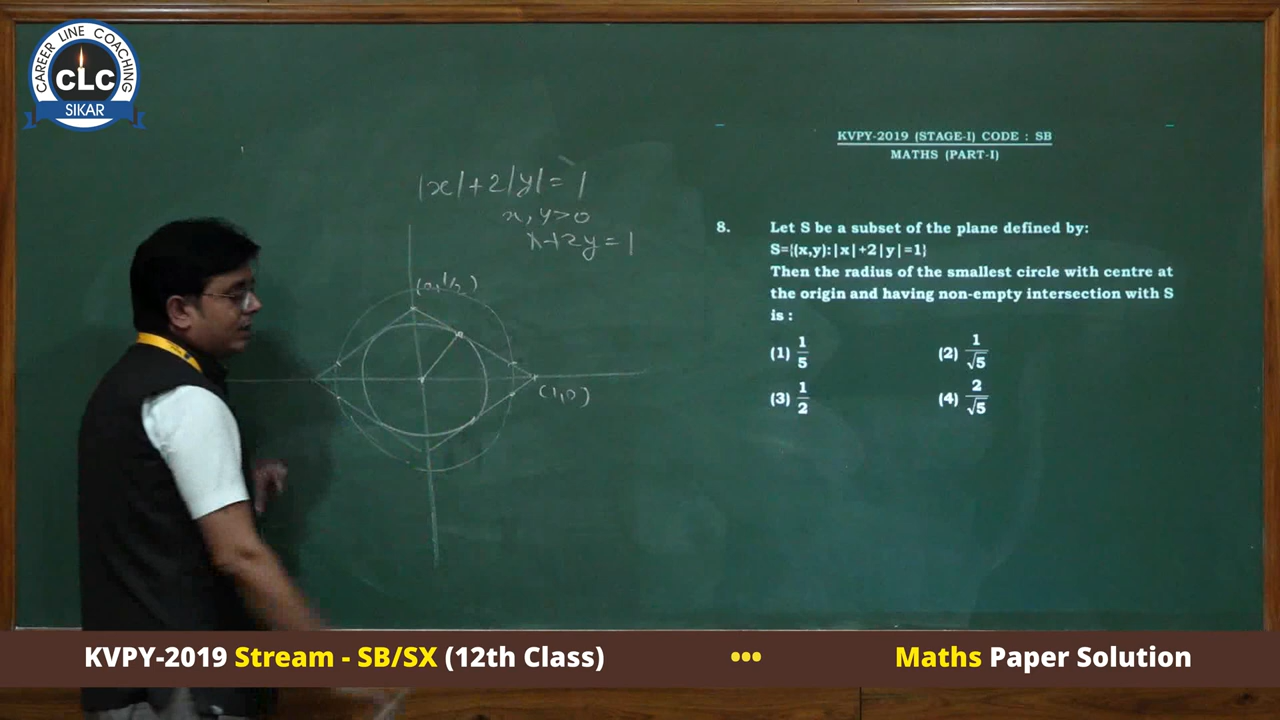 CAREER LINE COACHING
CLC
SIKAR
KVPY-2019 (STAGE-I) CODE : SB
MATHS (PART-I)
|x|+2|y|=1
x, y>0
x+2y=1
(0,1/2)
(1,0)
8. Let S be a subset of the plane defined by:
S={(x,y):|x|+2|y|=1}
Then the radius of the smallest circle with centre at
the origin and having non-empty intersection with S
is :
(1) 1/5 (2) 1/√5
(3) 1/2 (4) 2/√5
KVPY-2019 Stream - SB/SX (12th Class) ••• Maths Paper Solution